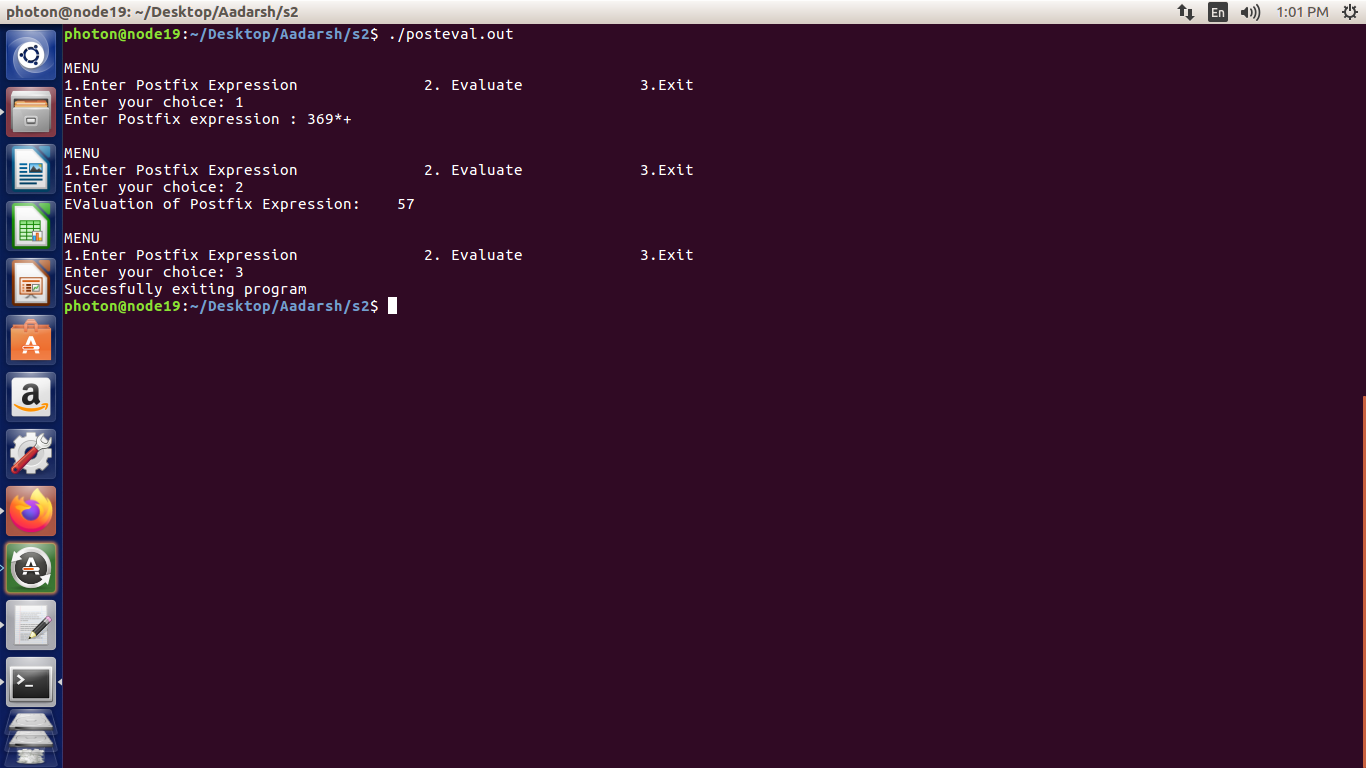 photon@node19: ~/Desktop/Aadarsh/s2 En 1:01 PM
photon@node19:~/Desktop/Aadarsh/s2$ ./posteval.out
MENU
1.Enter Postfix Expression 2. Evaluate 3.Exit
Enter your choice: 1
Enter Postfix expression : 369*+
MENU
1.Enter Postfix Expression 2. Evaluate 3.Exit
Enter your choice: 2
EValuation of Postfix Expression: 57
MENU
1.Enter Postfix Expression 2. Evaluate 3.Exit
Enter your choice: 3
Succesfully exiting program
photon@node19:~/Desktop/Aadarsh/s2$